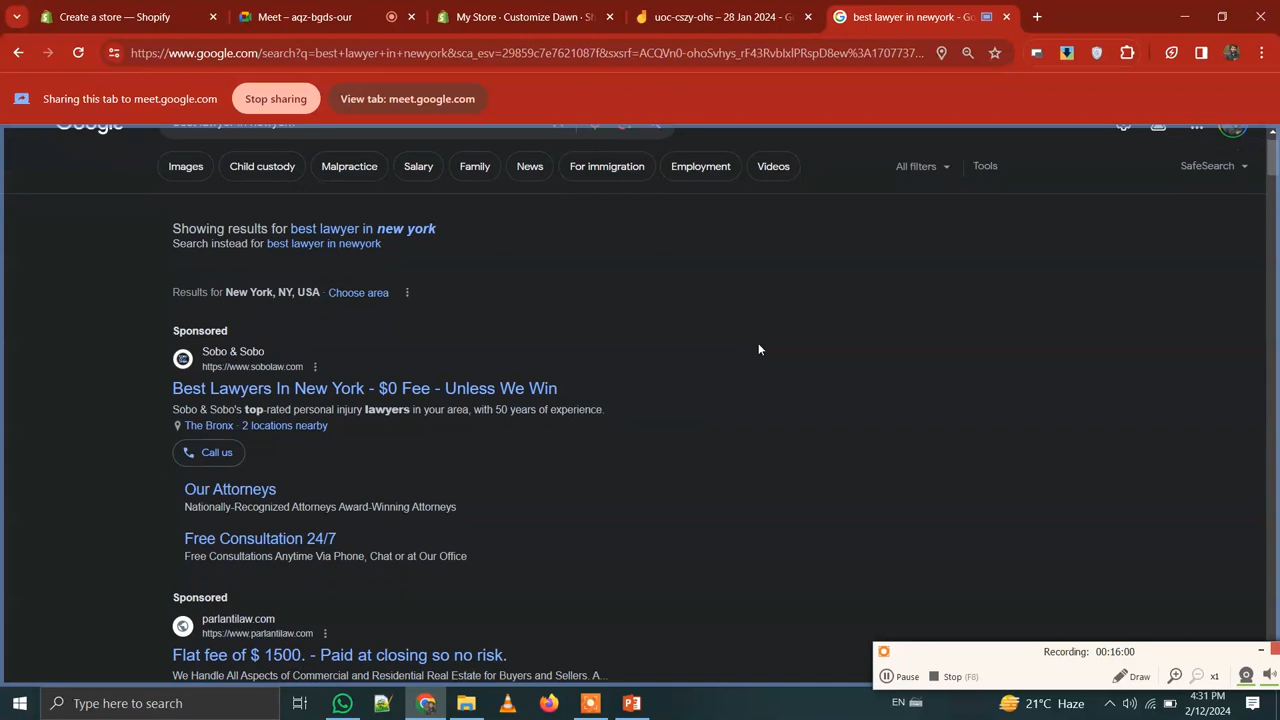 Create a store — Shopify
Meet – aqz-bgds-our
My Store · Customize Dawn · S
uoc-cszy-ohs – 28 Jan 2024 - G
best lawyer in newyork - Go
https://www.google.com/search?q=best+lawyer+in+newyork&sca_esv=29859c7e7621087f&sxsrf=ACQVn0-ohoSvhys_rF43RvblxlPRspD8ew%3A1707737...
Sharing this tab to meet.google.com
Stop sharing
View tab: meet.google.com
Google
best lawyer in newyork
Images
Child custody
Malpractice
Salary
Family
News
For immigration
Employment
Videos
All filters
Tools
SafeSearch
Showing results for best lawyer in new york
Search instead for best lawyer in newyork
Results for New York, NY, USA · Choose area
Sponsored
Sobo & Sobo
https://www.sobolaw.com
Best Lawyers In New York - $0 Fee - Unless We Win
Sobo & Sobo's top-rated personal injury lawyers in your area, with 50 years of experience.
The Bronx · 2 locations nearby
Call us
Our Attorneys
Nationally-Recognized Attorneys Award-Winning Attorneys
Free Consultation 24/7
Free Consultations Anytime Via Phone, Chat or at Our Office
Sponsored
parlantilaw.com
https://www.parlantilaw.com
Flat fee of $ 1500. - Paid at closing so no risk.
We Handle All Aspects of Commercial and Residential Real Estate for Buyers and Sellers. A...
Recording: 00:16:00
Pause
Stop (F8)
Draw
x1
Type here to search
21°C Haze
EN
4:31 PM
2/12/2024